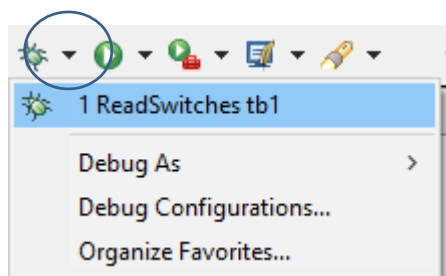 1 ReadSwitches tb1
Debug As
Debug Configurations...
Organize Favorites...